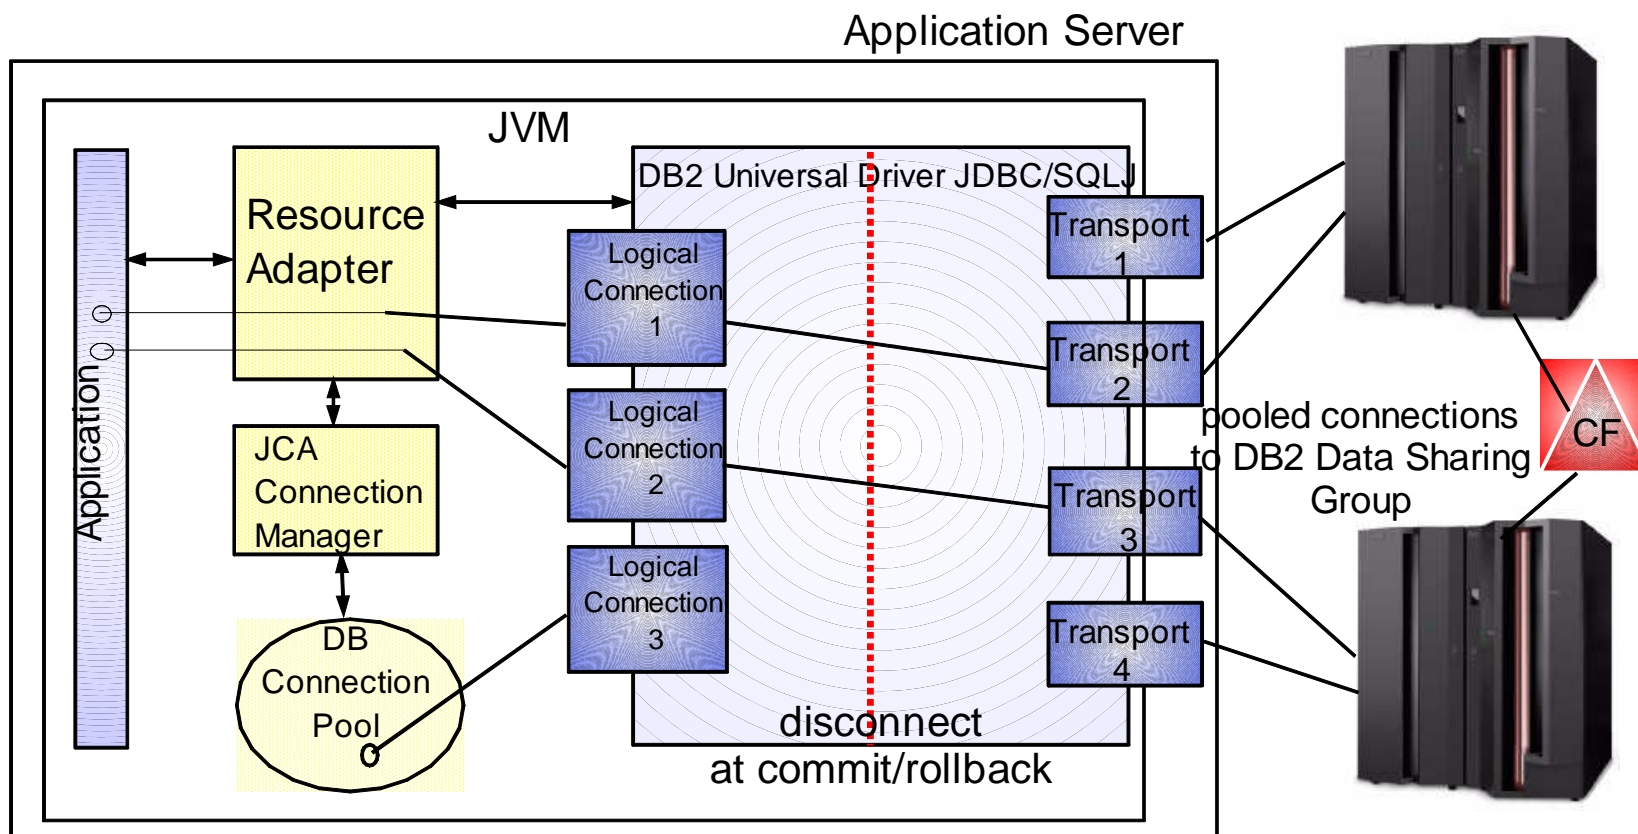 Application Server
JVM
DB2 Universal Driver JDBC/SQLJ
Application
Resource
Adapter
JCA
Connection
Manager
DB
Connection
Pool
Logical
Connection
1
Logical
Connection
2
Logical
Connection
3
Transport
1
Transport
2
Transport
3
Transport
4
disconnect
at commit/rollback
pooled connections
to DB2 Data Sharing
Group
CF